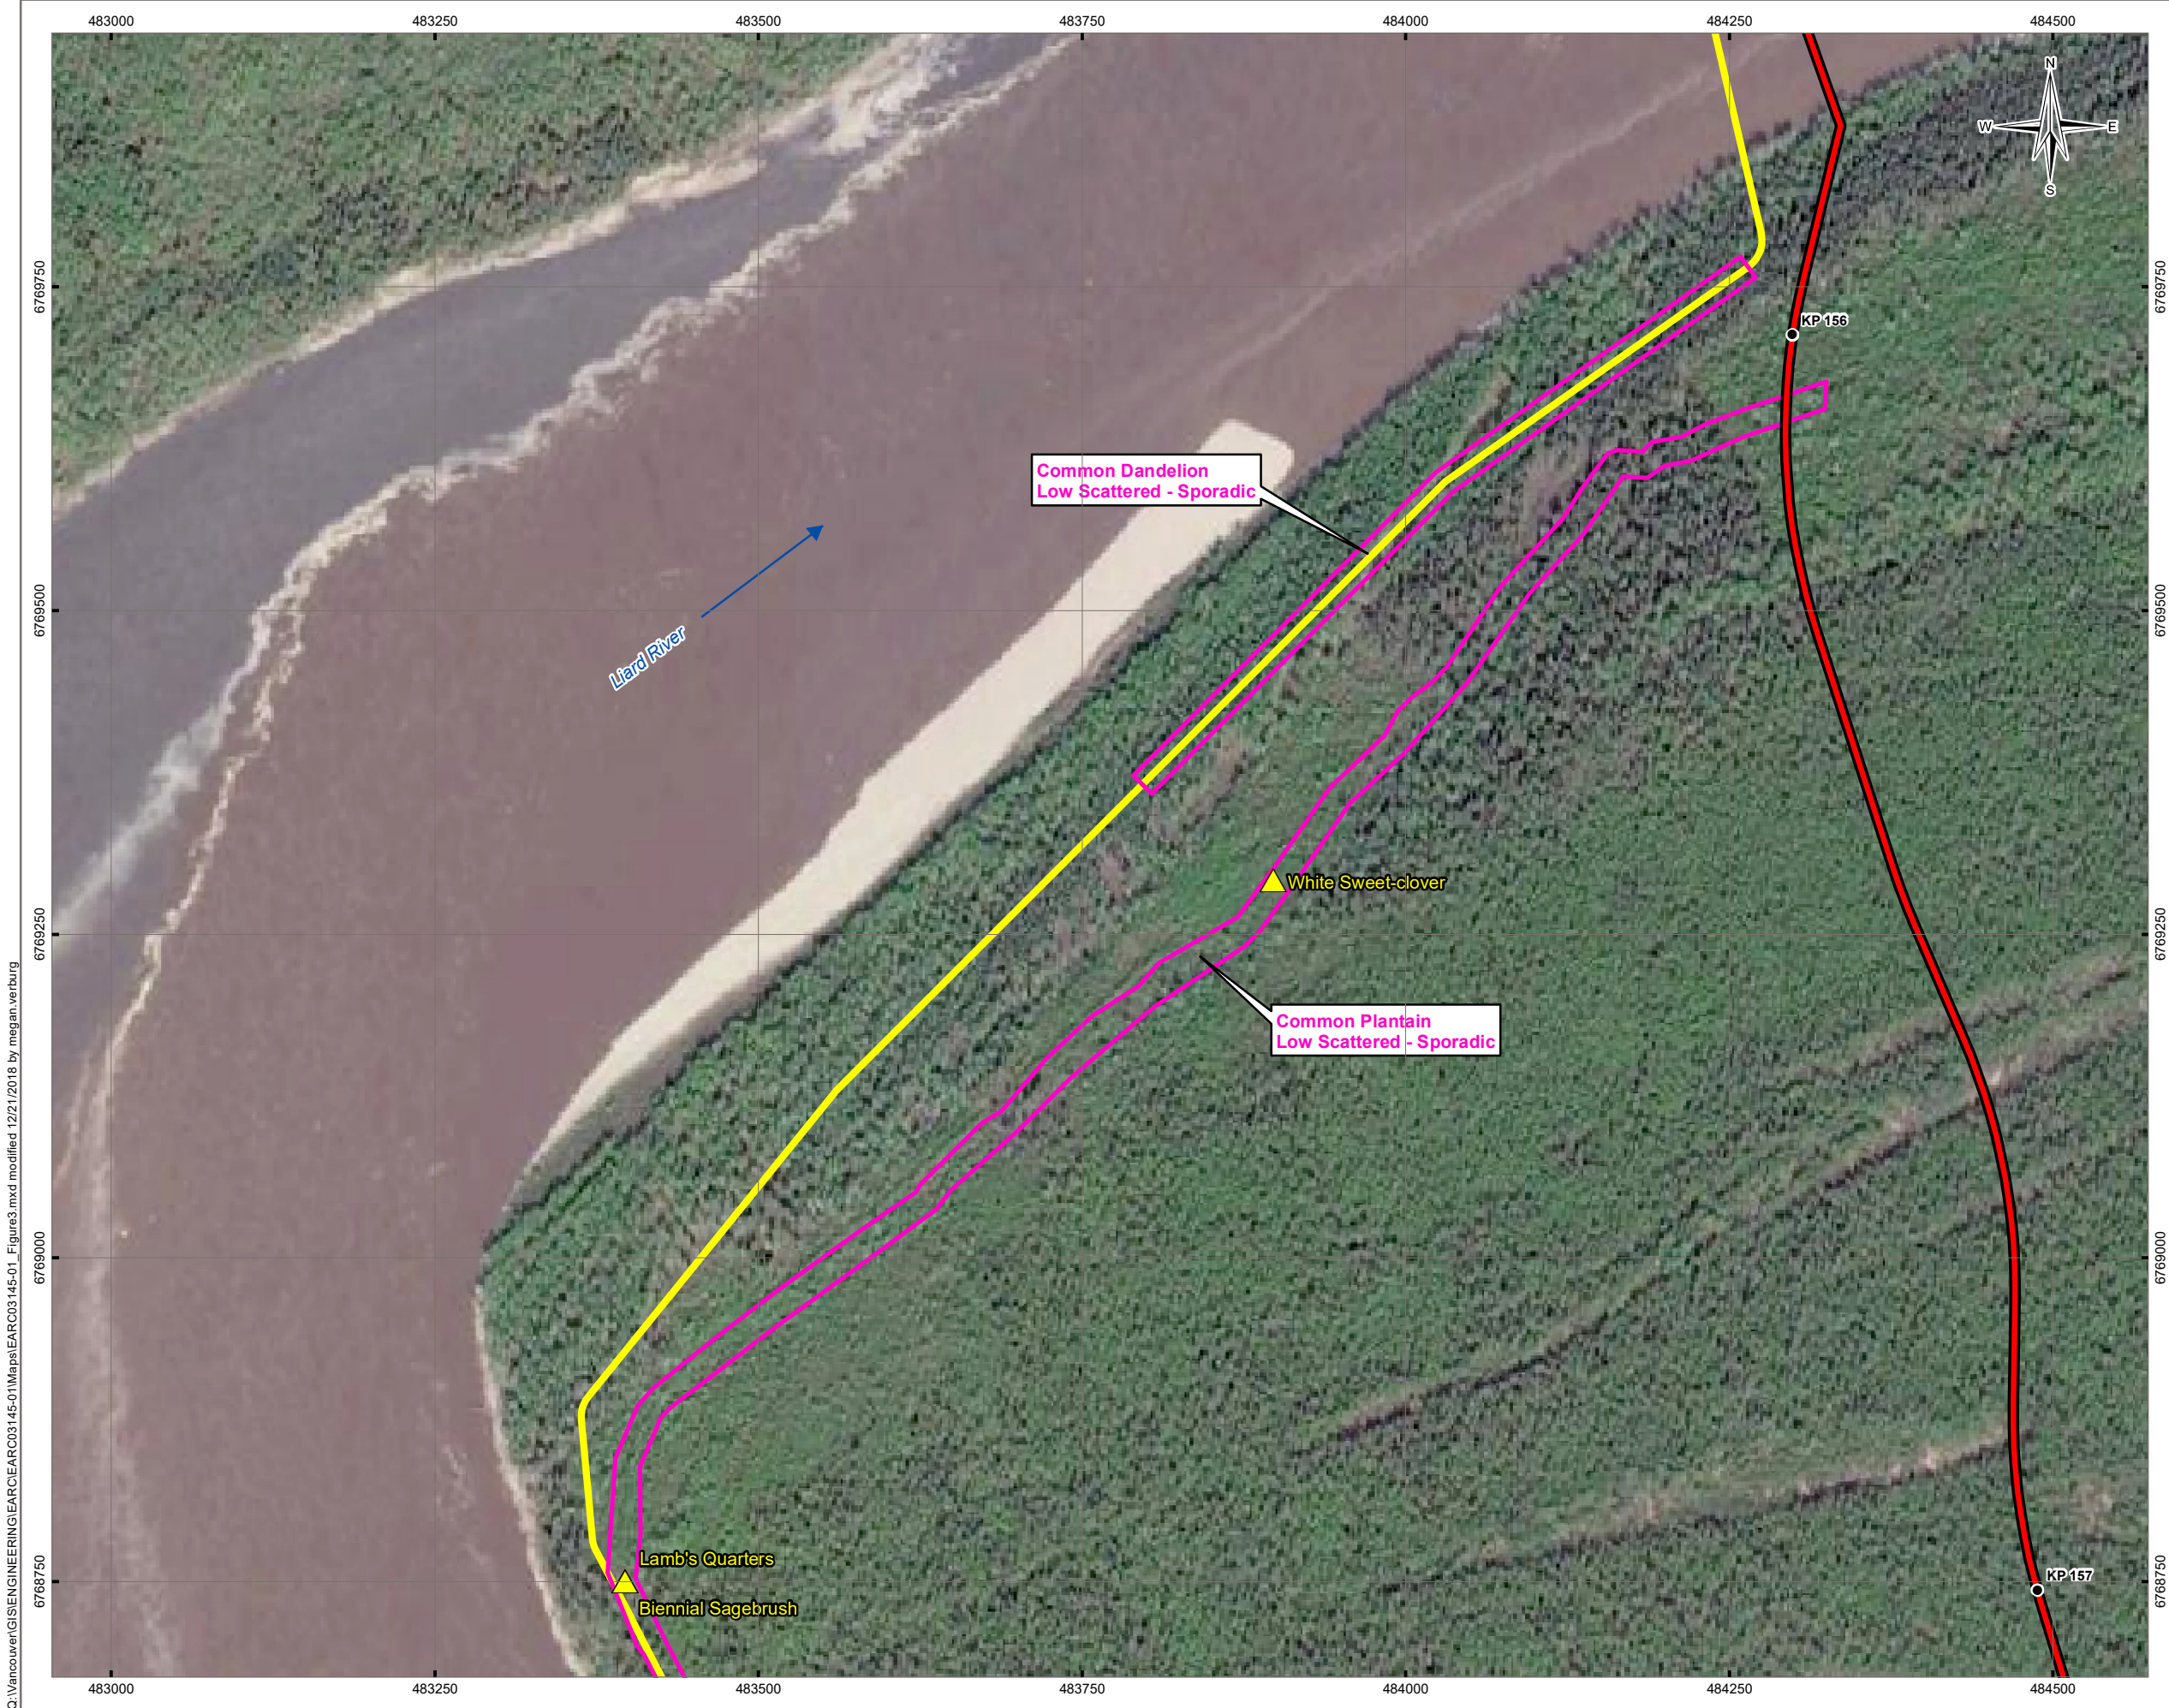 483000 483250 483500 483750 484000 484250 484500
N
W E
S
6769750 6769750
KP 156
Common Dandelion
Low Scattered - Sporadic
6769500 6769500
Liard River
White Sweet-clover
6769250 6769250
Common Plantain
Low Scattered - Sporadic
6769000 6769000
Lamb's Quarters
6768750 6768750
KP 157
Biennial Sagebrush
483000 483250 483500 483750 484000 484250 484500
Q:\Vancouver\GIS\ENGINEERING\EARC\EARC03145-01\Maps\EARC03145-01_Figure3.mxd modified 12/21/2018 by megan.verburg